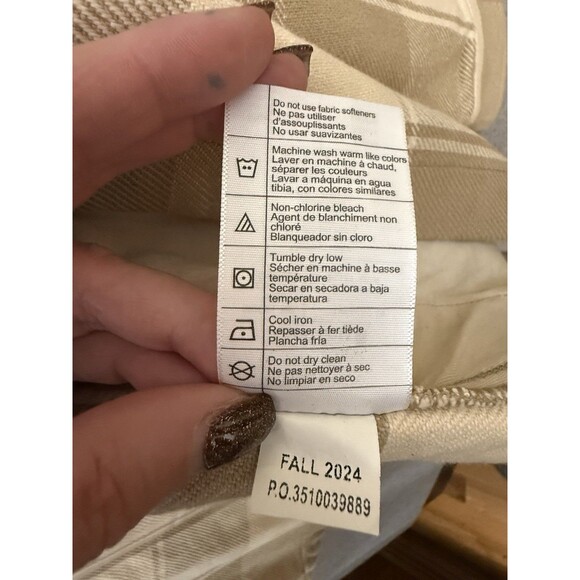 Do not use fabric softeners
Ne pas utiliser
d'assouplissants
No usar suavizantes
Machine wash warm like colors
Laver en machine à chaud,
séparer les couleurs
Lavar a máquina en agua
tibia, con colores similares
Non-chlorine bleach
Agent de blanchiment non
chloré
Blanqueador sin cloro
Tumble dry low
Sécher en machine à basse
température
Secar en secadora a baja
temperatura
Cool iron
Repasser à fer tiède
Plancha fría
Do not dry clean
Ne pas nettoyer à sec
No limpiar en seco
FALL 2024
P.O.3510039889